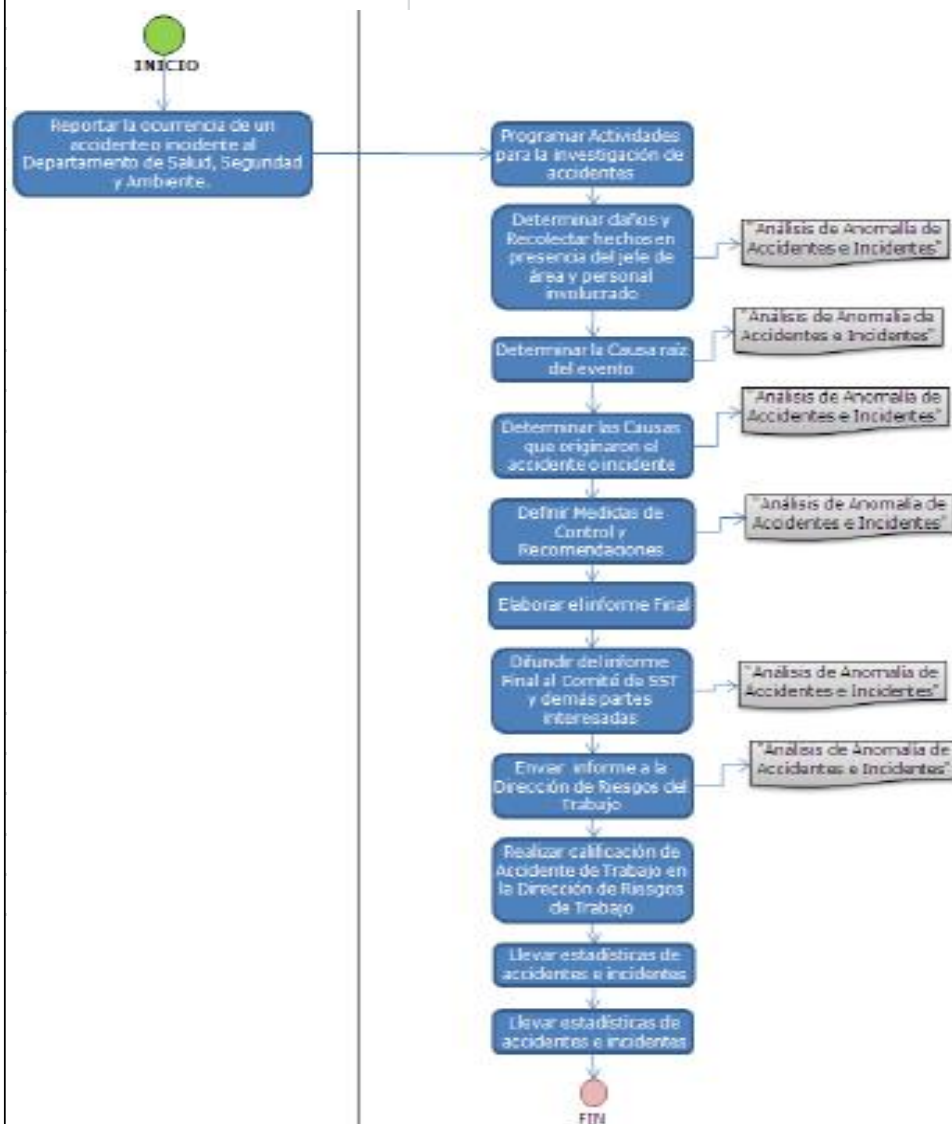 INICIO
Reportar la ocurrencia de un
accidente o incidente al
Departamento de Salud, Seguridad
y Ambiente.
Programar Actividades
para la investigación de
accidentes
Determinar daños y
Recolectar hechos en
presencia del jefe de
área y personal
involucrado
"Análisis de Anomalía de
Accidentes e Incidentes"
Determinar la Causa raíz
del evento
"Análisis de Anomalía de
Accidentes e Incidentes"
Determinar las Causas
que originaron el
accidente o incidente
"Análisis de Anomalía de
Accidentes e Incidentes"
Definir Medidas de
Control y
Recomendaciones
"Análisis de Anomalía de
Accidentes e Incidentes"
Elaborar el informe Final
Difundir del informe
Final al Comité de SST
y demás partes
interesadas
"Análisis de Anomalía de
Accidentes e Incidentes"
Enviar informe a la
Dirección de Riesgos del
Trabajo
"Análisis de Anomalía de
Accidentes e Incidentes"
Realizar calificación de
Accidente de Trabajo en
la Dirección de Riesgos
de Trabajo
Llevar estadísticas de
accidentes e incidentes
Llevar estadísticas de
accidentes e incidentes
FIN